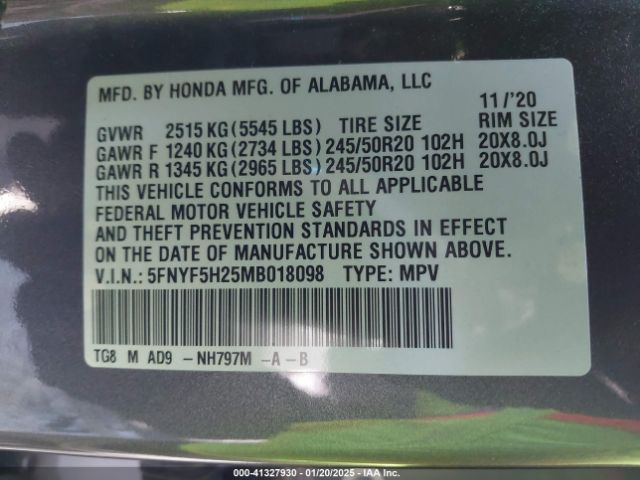 MFD. BY HONDA MFG. OF ALABAMA, LLC
11/'20
GVWR 2515 KG (5545 LBS) TIRE SIZE RIM SIZE
GAWR F 1240 KG (2734 LBS) 245/50R20 102H 20X8.0J
GAWR R 1345 KG (2965 LBS) 245/50R20 102H 20X8.0J
THIS VEHICLE CONFORMS TO ALL APPLICABLE
FEDERAL MOTOR VEHICLE SAFETY
AND THEFT PREVENTION STANDARDS IN EFFECT
ON THE DATE OF MANUFACTURE SHOWN ABOVE.
V.I.N.: 5FNYF5H25MB018098 TYPE: MPV
TG8 M AD9 - NH797M -A-B
000-41327930 - 01/20/2025 - IAA Inc.